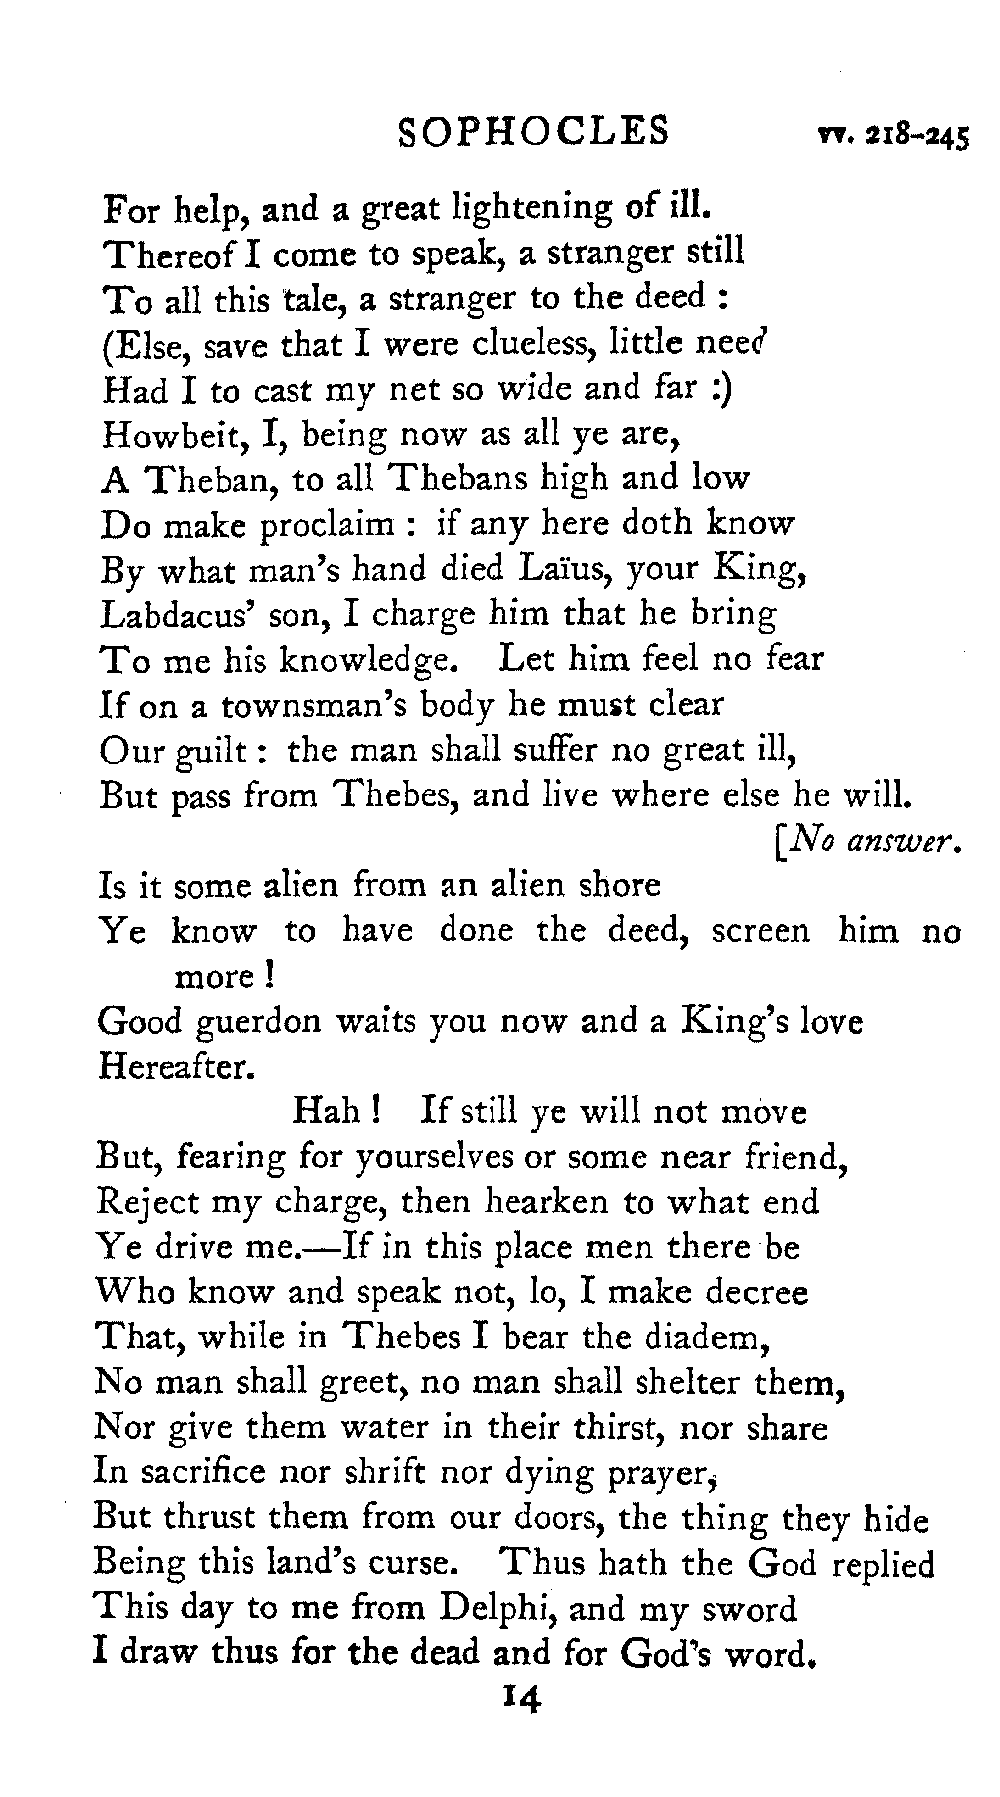 SOPHOCLES vv. 218-245
For help, and a great lightening of ill.
Thereof I come to speak, a stranger still
To all this tale, a stranger to the deed :
(Else, save that I were clueless, little need
Had I to cast my net so wide and far :)
Howbeit, I, being now as all ye are,
A Theban, to all Thebans high and low
Do make proclaim : if any here doth know
By what man's hand died Laïus, your King,
Labdacus' son, I charge him that he bring
To me his knowledge. Let him feel no fear
If on a townsman's body he must clear
Our guilt : the man shall suffer no great ill,
But pass from Thebes, and live where else he will.
[No answer.
Is it some alien from an alien shore
Ye know to have done the deed, screen him no
more !
Good guerdon waits you now and a King's love
Hereafter.
Hah ! If still ye will not move
But, fearing for yourselves or some near friend,
Reject my charge, then hearken to what end
Ye drive me.—If in this place men there be
Who know and speak not, lo, I make decree
That, while in Thebes I bear the diadem,
No man shall greet, no man shall shelter them,
Nor give them water in their thirst, nor share
In sacrifice nor shrift nor dying prayer,
But thrust them from our doors, the thing they hide
Being this land's curse. Thus hath the God replied
This day to me from Delphi, and my sword
I draw thus for the dead and for God's word.
14